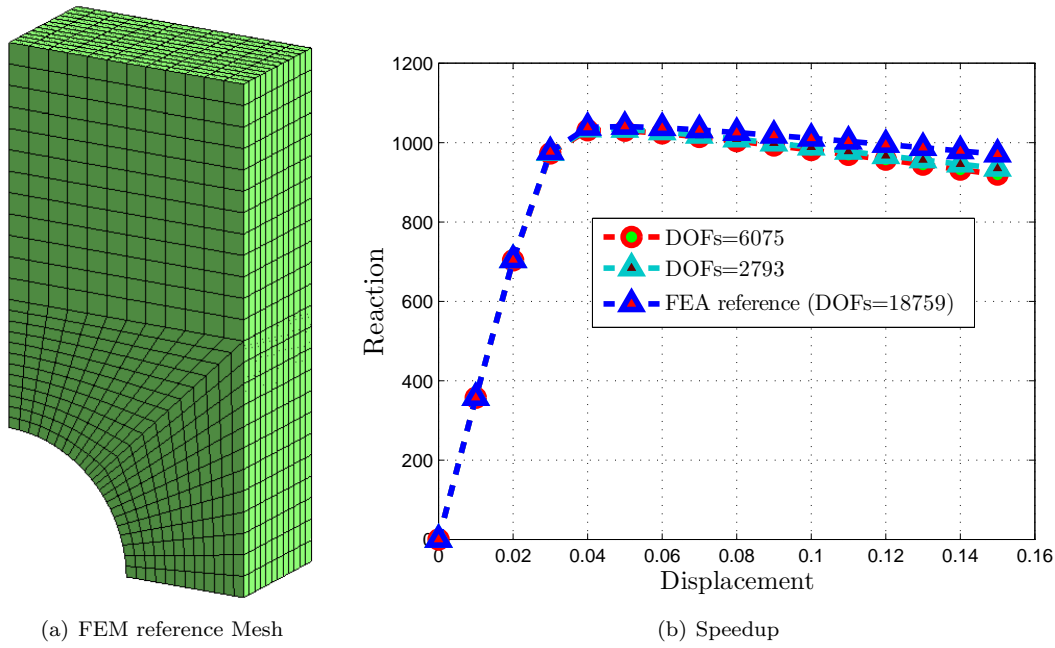 1200
1000
800
600
400
200
0
0
0.02
0.04
0.06
0.08
0.1
0.12
0.14
0.16
Reaction
Displacement
DOFs=6075
DOFs=2793
FEA reference (DOFs=18759)
(a) FEM reference Mesh
(b) Speedup